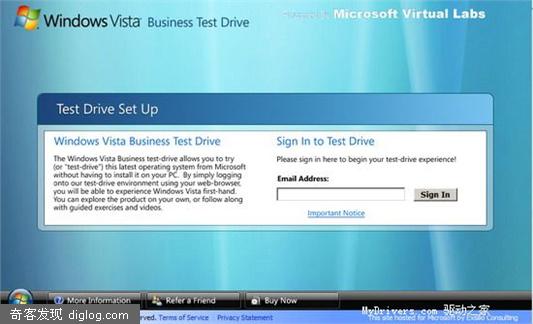 Windows Vista Business Test Drive
Powered by Microsoft Virtual Labs
Test Drive Set Up
Windows Vista Business Test Drive
The Windows Vista Business test-drive allows you to try
(or "test-drive") this latest operating system from Microsoft
without having to install it on your PC. By simply logging
onto our test-drive environment using your web-browser,
you will be able to experience Windows Vista first-hand.
You can explore the product on your own, or follow along
with guided exercises and videos.
Sign In to Test Drive
Please sign in here to begin your test-drive experience!
Email Address:
Sign In
Important Notice
More Information
Refer a Friend
Buy Now
MyDrivers.com 驱动之家
奇客发现 diglog.com
rved. Terms of Service | Privacy Statement
This site hosted for Microsoft by Exsilio Consulting